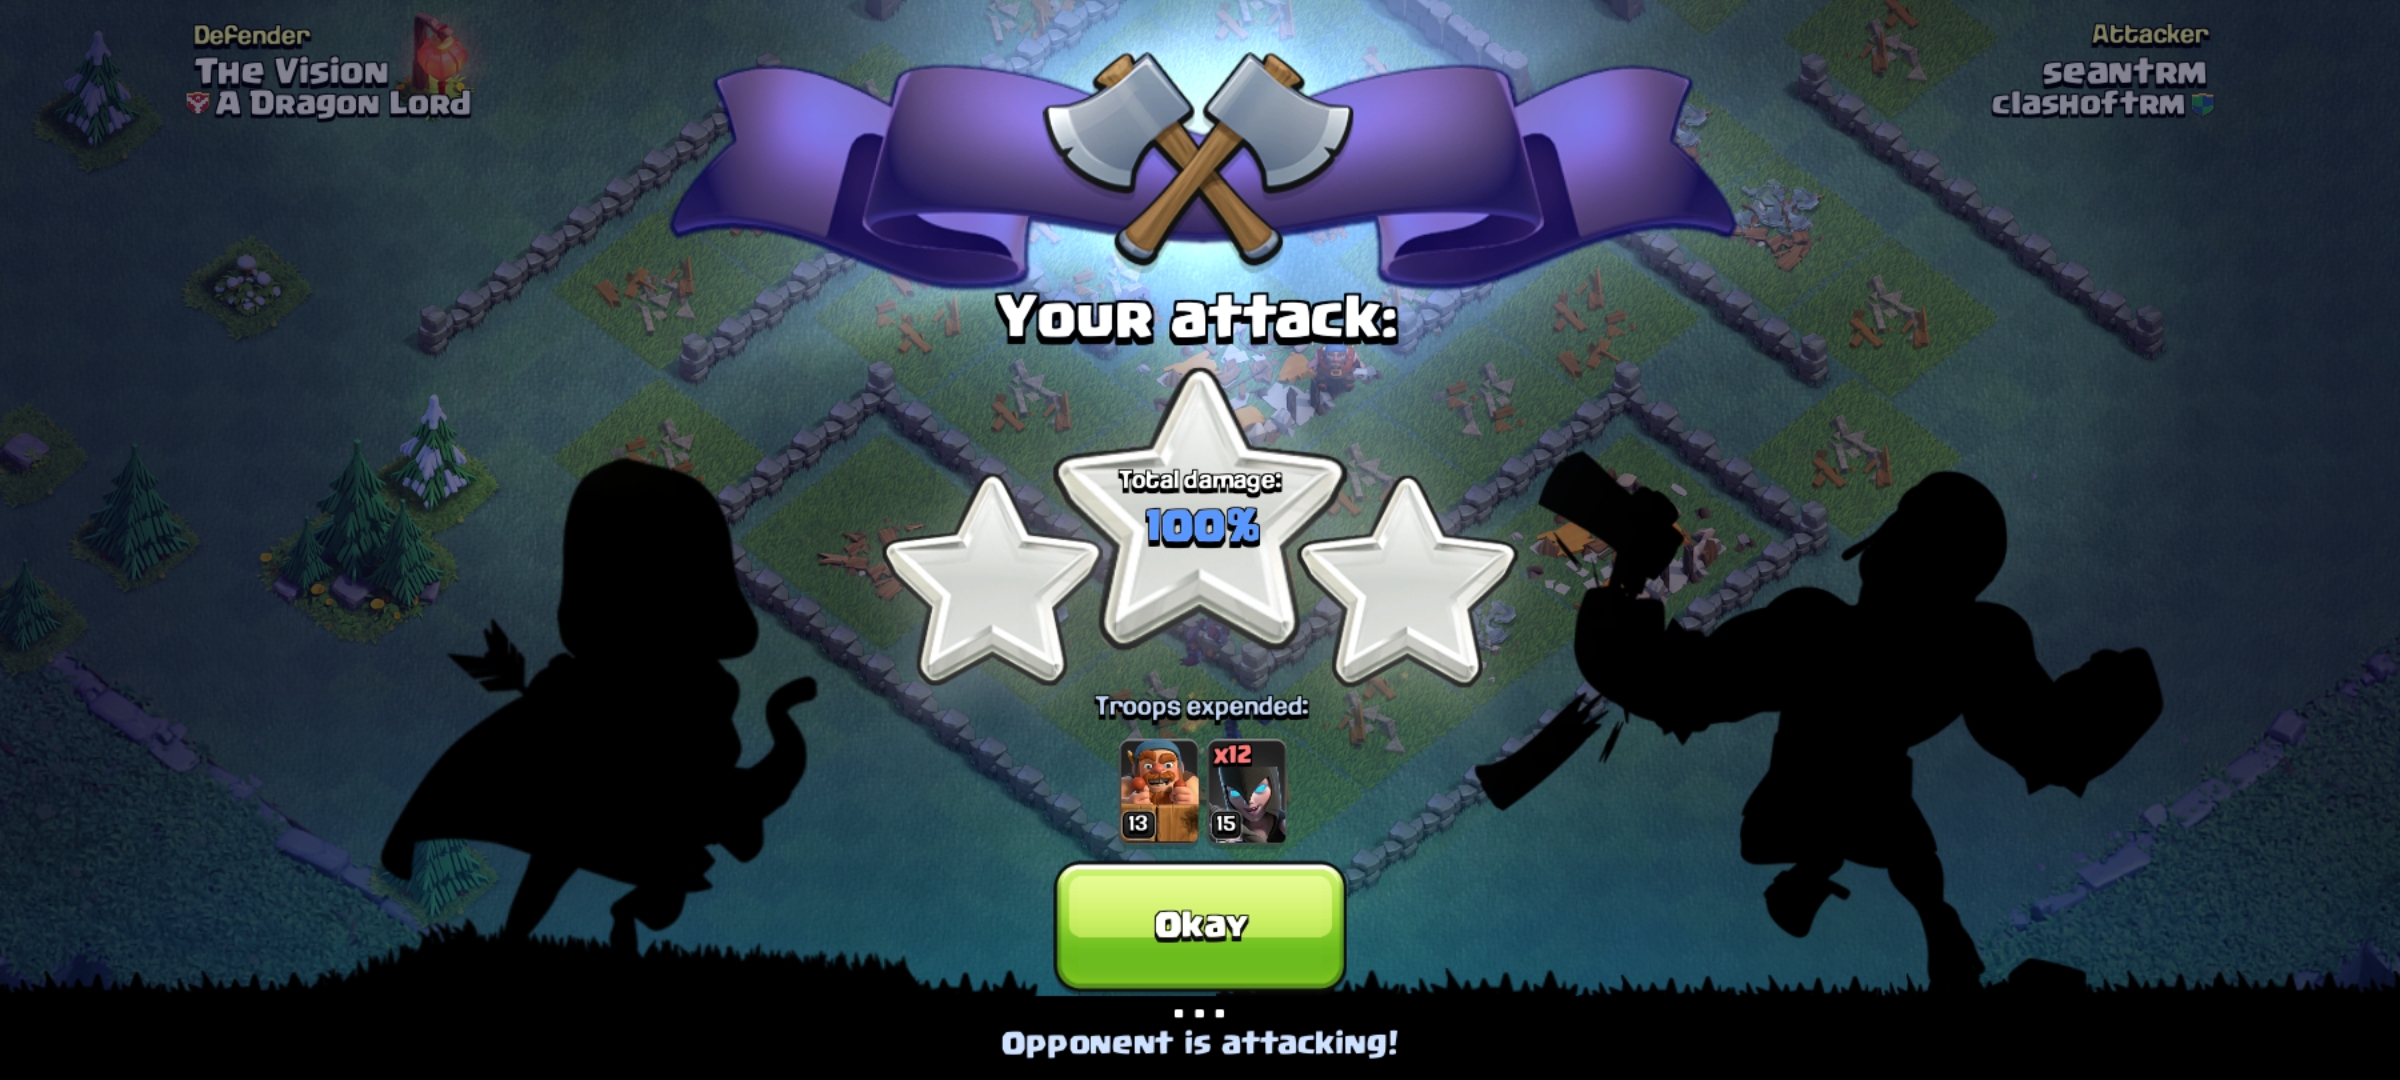 Defender
The Vision
A Dragon Lord
Attacker
seantrm
clashoftrm
Your attack:
Total damage:
100%
Troops expended:
x12
13
15
Okay
...
Opponent is attacking!